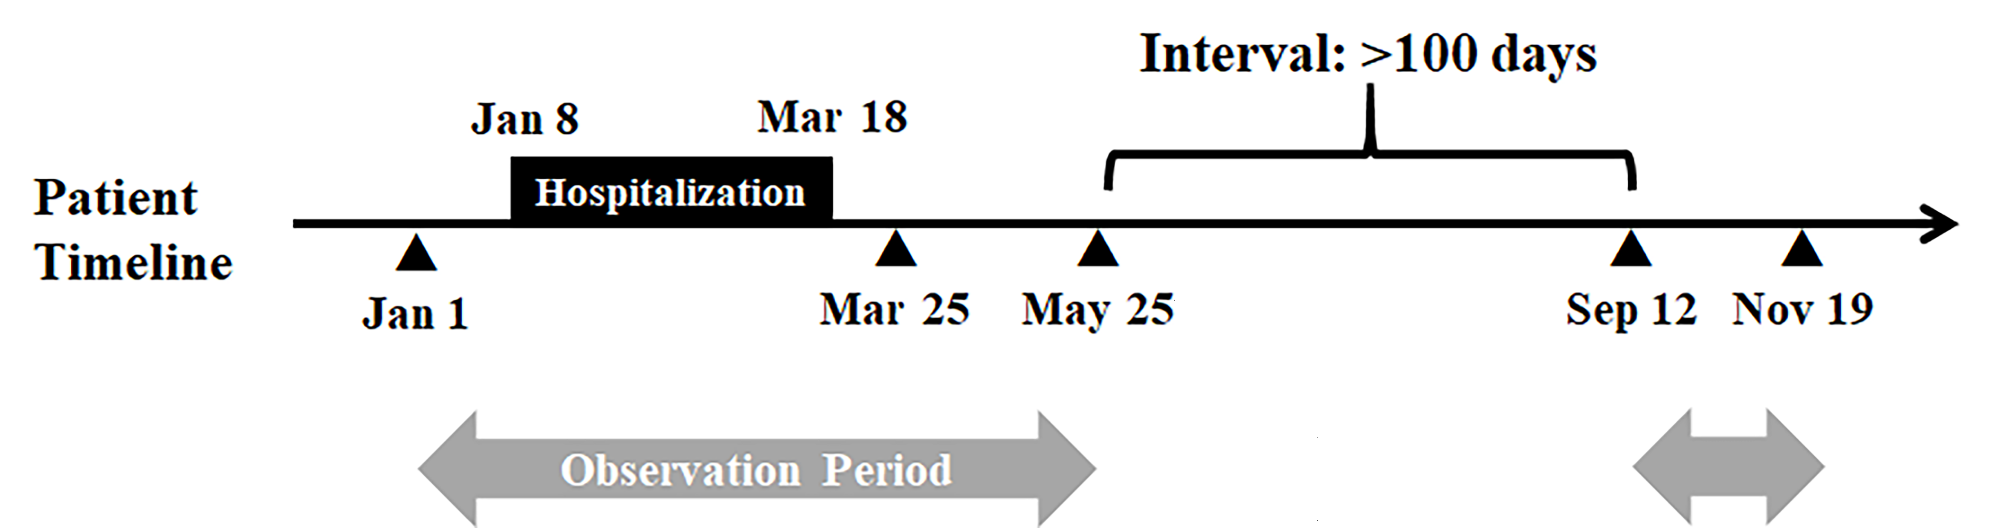 Interval: >100 days
Jan 8
Mar 18
Hospitalization
Patient
Timeline
Jan 1
Mar 25
May 25
Sep 12
Nov 19
Observation Period